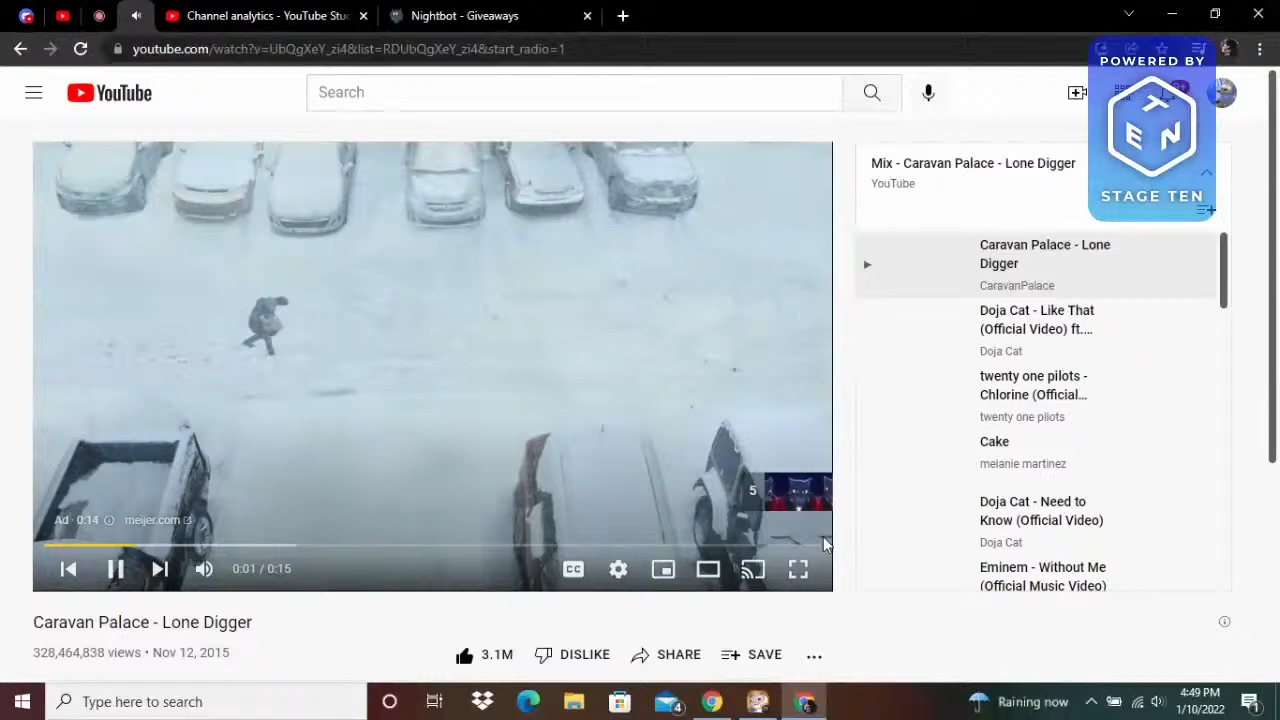 Channel analytics - YouTube Stud
Nightbot - Giveaways
youtube.com/watch?v=UbQgXeY_zi4&list=RDUbQgXeY_zi4&start_radio=1
POWERED BY
TEN
STAGE TEN
YouTube
Search
Mix - Caravan Palace - Lone Digger
YouTube
Caravan Palace - Lone
Digger
CaravanPalace
Doja Cat - Like That
(Official Video) ft....
Doja Cat
twenty one pilots -
Chlorine (Official...
twenty one pilots
Cake
melanie martinez
Doja Cat - Need to
Know (Official Video)
Doja Cat
Eminem - Without Me
(Official Music Video)
5
Ad · 0:14 meijer.com
CC
0:01 / 0:15
Caravan Palace - Lone Digger
328,464,838 views • Nov 12, 2015
3.1M DISLIKE SHARE SAVE
Type here to search
4
Raining now
4:49 PM
1/10/2022
1